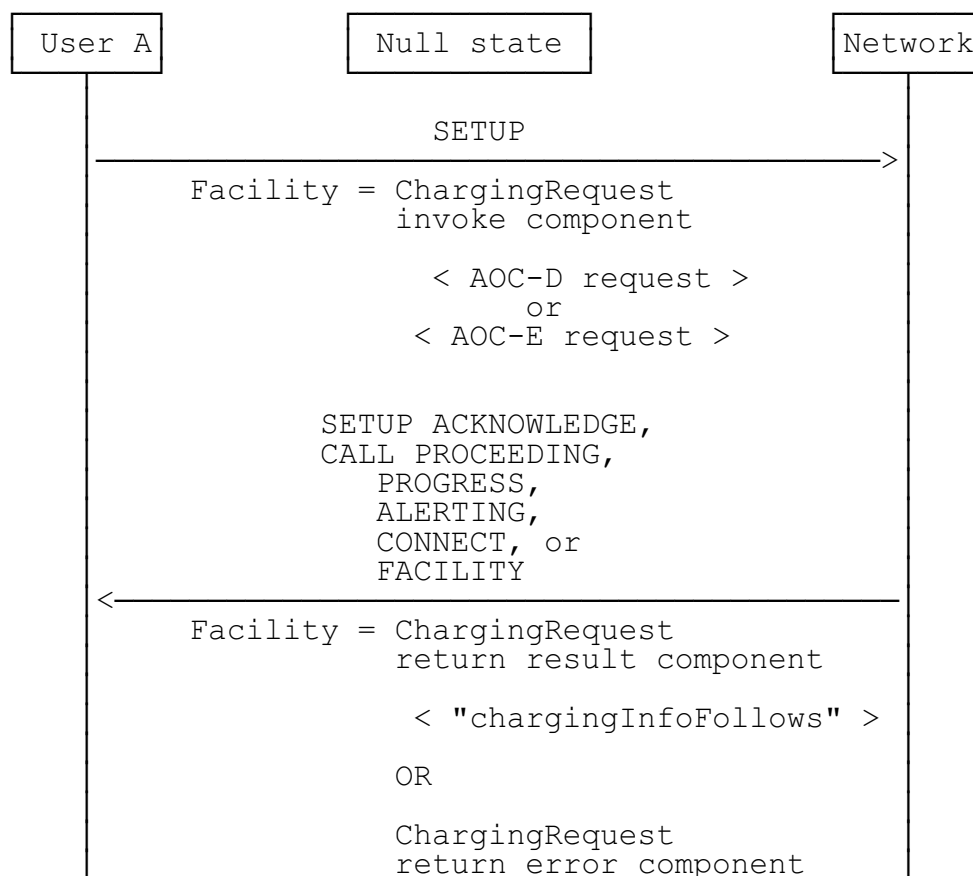 User A Null state Network
SETUP
Facility = ChargingRequest
invoke component
< AOC-D request >
or
< AOC-E request >
SETUP ACKNOWLEDGE,
CALL PROCEEDING,
PROGRESS,
ALERTING,
CONNECT, or
FACILITY
Facility = ChargingRequest
return result component
< "chargingInfoFollows" >
OR
ChargingRequest
return error component